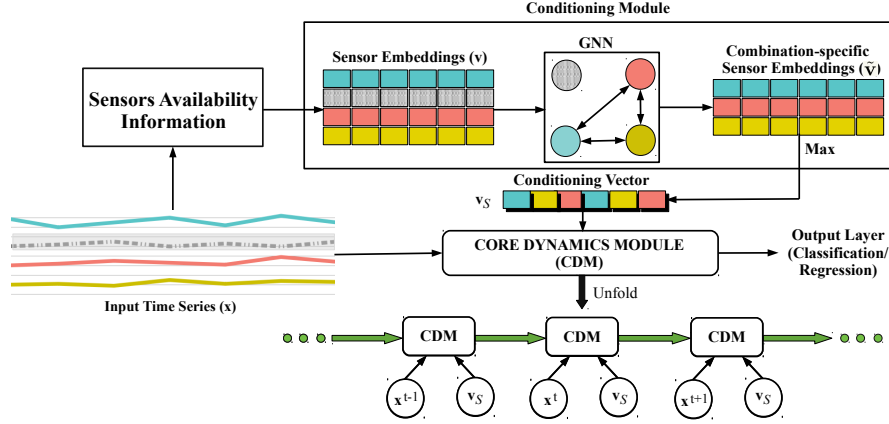 Conditioning Module
Sensor Embeddings (v)
GNN
Combination-specific
Sensor Embeddings (ṽ)
Sensors Availability
Information
Max
Conditioning Vector
v_S
CORE DYNAMICS MODULE
(CDM)
Output Layer
(Classification/
Regression)
Input Time Series (x)
Unfold
CDM CDM CDM
x^{t-1} v_S x^t v_S x^{t+1} v_S